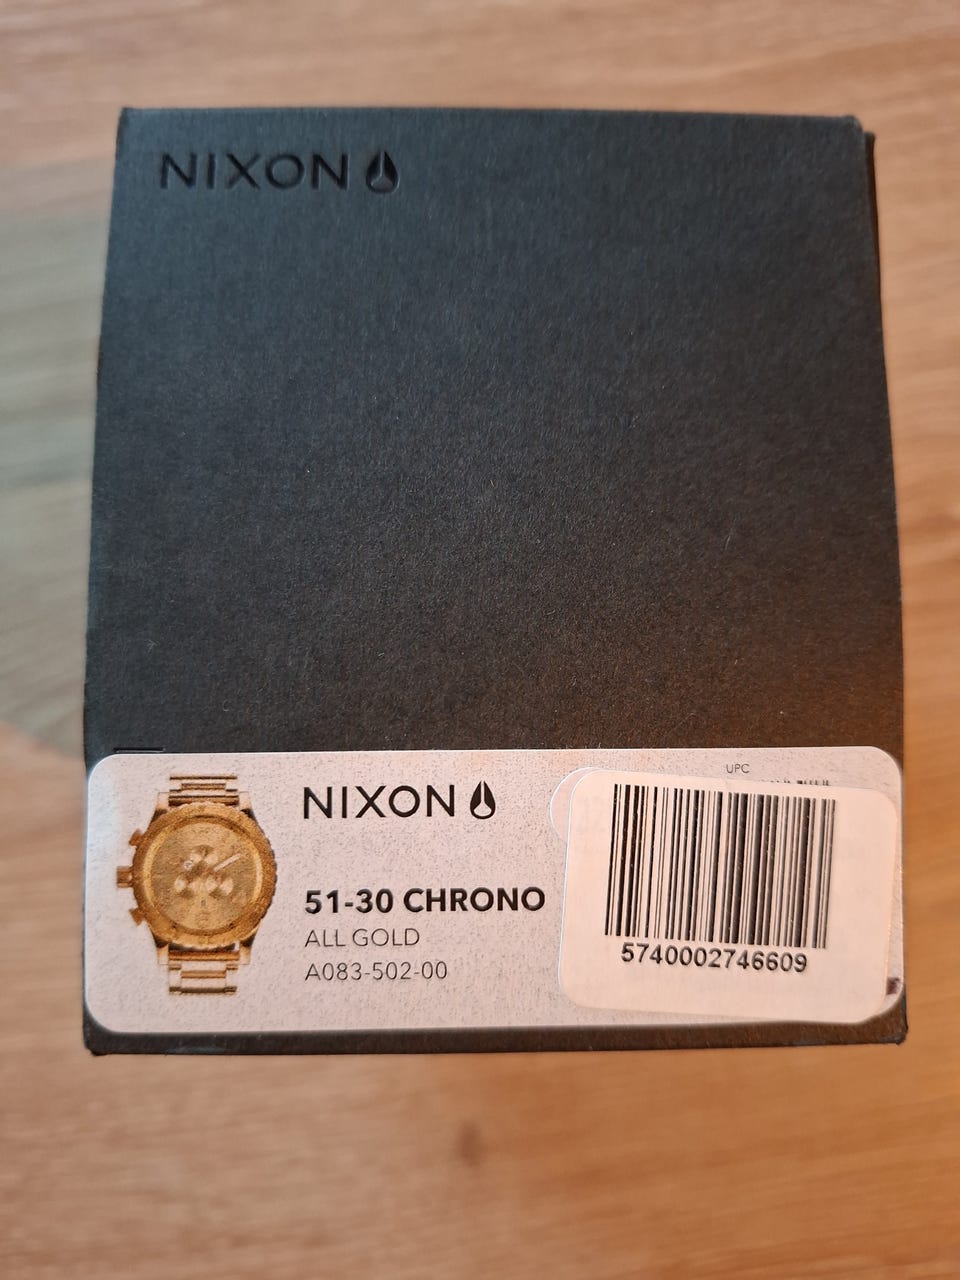 NIXON
UPC
NIXON
51-30 CHRONO
ALL GOLD
A083-502-00
5740002746609